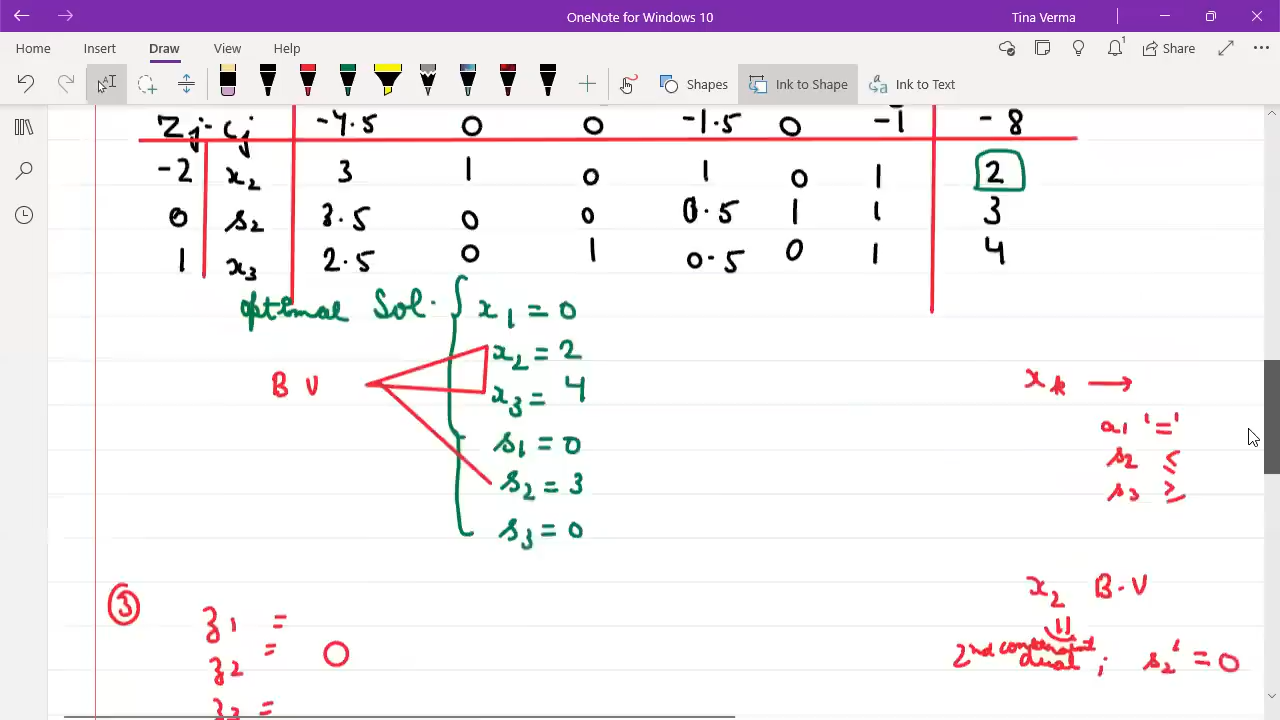 OneNote for Windows 10
Tina Verma
Home Insert Draw View Help
Share
Shapes
Ink to Shape
Ink to Text
Zj-Cj -4.5 0 0 -1.5 0 -1 -8
-2 x2 3 1 0 1 0 1 2
0 s2 3.5 0 0 0.5 1 1 3
1 x3 2.5 0 1 0.5 0 1 4
optimal Sol. { x1 = 0
x2 = 2
B V
x3 = 4
s1 = 0
s2 = 3
s3 = 0
xk →
a1 '='
s2 ≤
s3 ≥
x2 B.V
2nd constraint dual ; s2' = 0
③
z1 =
z2 = 0
z3 =